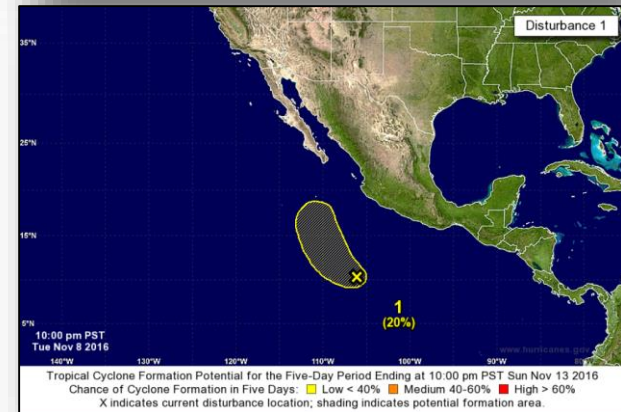 Disturbance 1
35°N
25°N
15°N
5°N
1
(20%)
10:00 pm PST
Tue Nov 8 2016
www.hurricanes.gov
140°W
130°W
120°W
110°W
100°W
90°W
80°W
Tropical Cyclone Formation Potential for the Five-Day Period Ending at 10:00 pm PST Sun Nov 13 2016
Chance of Cyclone Formation in Five Days: Low < 40% Medium 40-60% High > 60%
X indicates current disturbance location; shading indicates potential formation area.